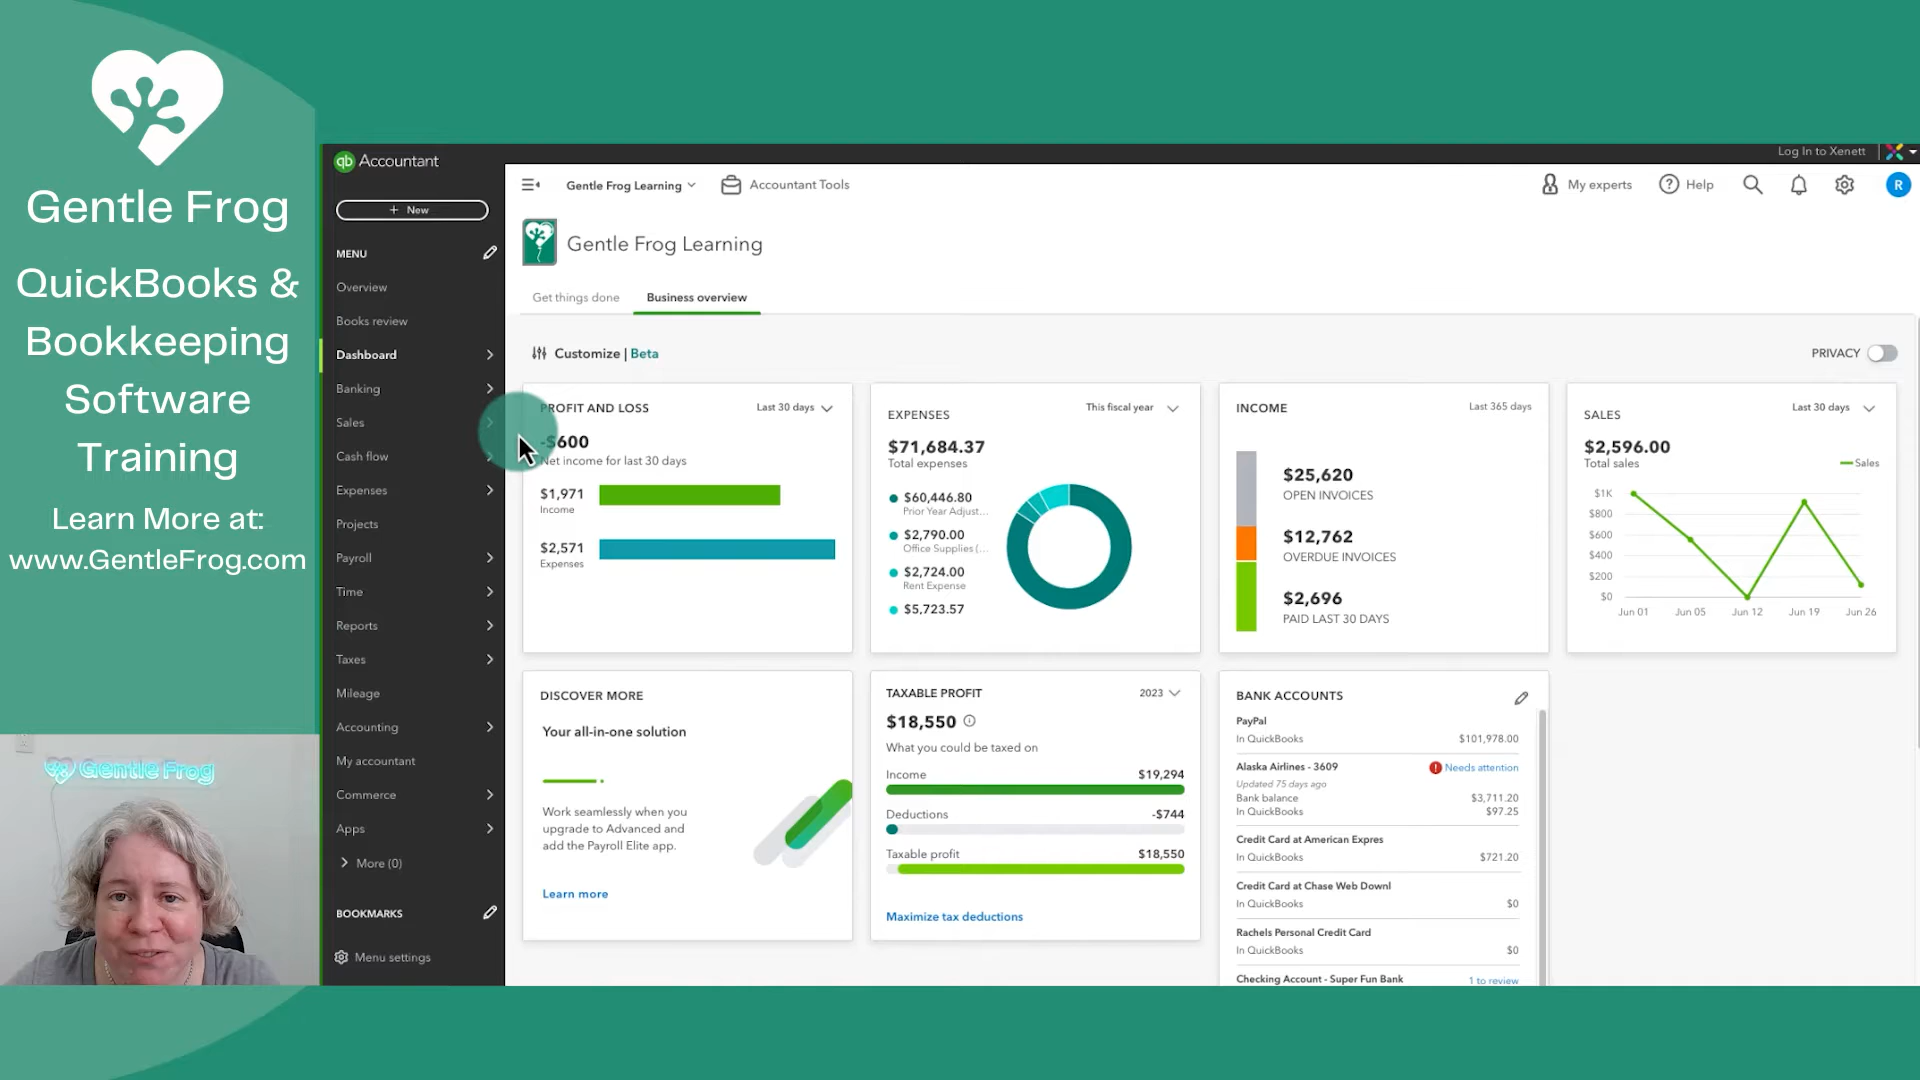 Gentle Frog
QuickBooks &
Bookkeeping
Software
Training
Learn More at:
www.GentleFrog.com
Gentle Frog
qb Accountant
+ New
MENU
Overview
Books review
Dashboard
Banking
Sales
Cash flow
Expenses
Projects
Payroll
Time
Reports
Taxes
Mileage
Accounting
My accountant
Commerce
Apps
More (0)
BOOKMARKS
Menu settings
Log In to Xenett
Gentle Frog Learning
Accountant Tools
My experts
Help
R
Gentle Frog Learning
Get things done
Business overview
Customize | Beta
PRIVACY
PROFIT AND LOSS
Last 30 days
-$600
Net income for last 30 days
$1,971
Income
$2,571
Expenses
EXPENSES
This fiscal year
$71,684.37
Total expenses
$60,446.80
Prior Year Adjust...
$2,790.00
Office Supplies (...
$2,724.00
Rent Expense
$5,723.57
INCOME
Last 365 days
$25,620
OPEN INVOICES
$12,762
OVERDUE INVOICES
$2,696
PAID LAST 30 DAYS
SALES
Last 30 days
$2,596.00
Total sales
Sales
$1K
$800
$600
$400
$200
$0
Jun 01 Jun 05 Jun 12 Jun 19 Jun 26
DISCOVER MORE
Your all-in-one solution
Work seamlessly when you
upgrade to Advanced and
add the Payroll Elite app.
Learn more
TAXABLE PROFIT
2023
$18,550
What you could be taxed on
Income $19,294
Deductions -$744
Taxable profit $18,550
Maximize tax deductions
BANK ACCOUNTS
PayPal
In QuickBooks $101,978.00
Alaska Airlines - 3609 Needs attention
Updated 75 days ago
Bank balance $3,711.20
In QuickBooks $97.25
Credit Card at American Expres
In QuickBooks $721.20
Credit Card at Chase Web Downl
In QuickBooks $0
Rachels Personal Credit Card
In QuickBooks $0
Checking Account - Super Fun Bank 1 to review